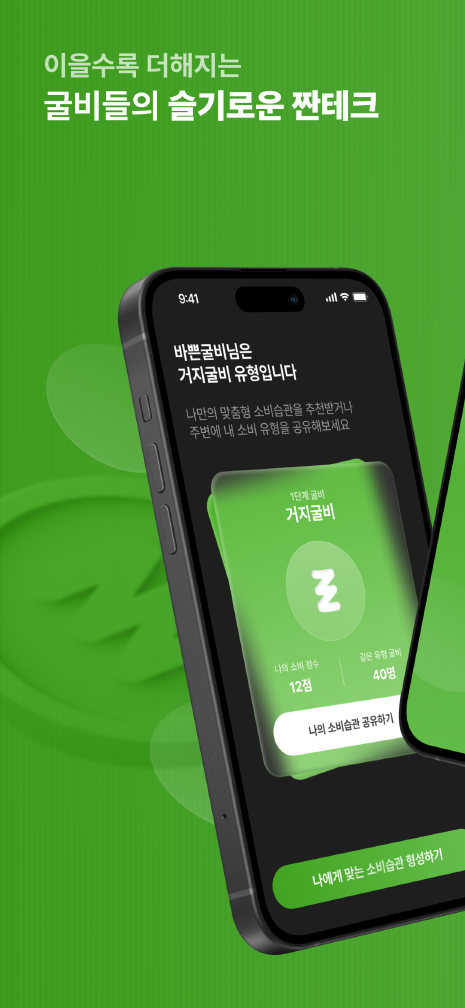 이을수록 더해지는
굴비들의 슬기로운 짠테크
9:41
바쁜굴비님은
거지굴비 유형입니다
나만의 맞춤형 소비습관을 추천받거나
주변에 내 소비 유형을 공유해보세요
1단계 굴비
거지굴비
나의 소비 점수
같은 유형 굴비
12점
40명
나의 소비습관 공유하기
나에게 맞는 소비습관 형성하기